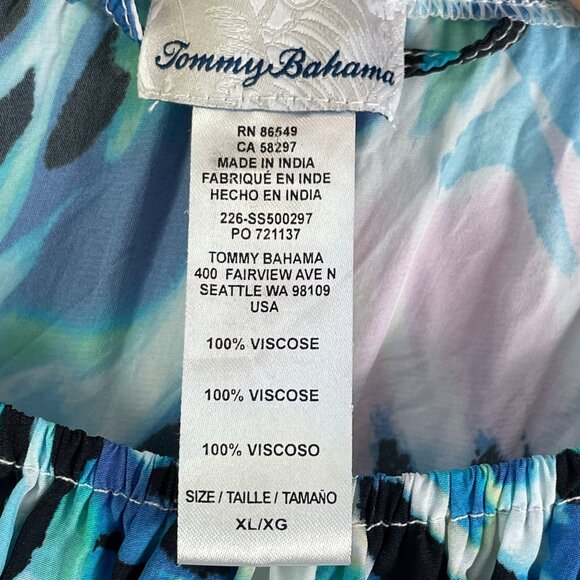 Tommy Bahama
RN 86549
CA 58297
MADE IN INDIA
FABRIQUÉ EN INDE
HECHO EN INDIA
226-SS500297
PO 721137
TOMMY BAHAMA
400 FAIRVIEW AVE N
SEATTLE WA 98109
USA
100% VISCOSE
100% VISCOSE
100% VISCOSO
SIZE / TAILLE / TAMAÑO
XL/XG